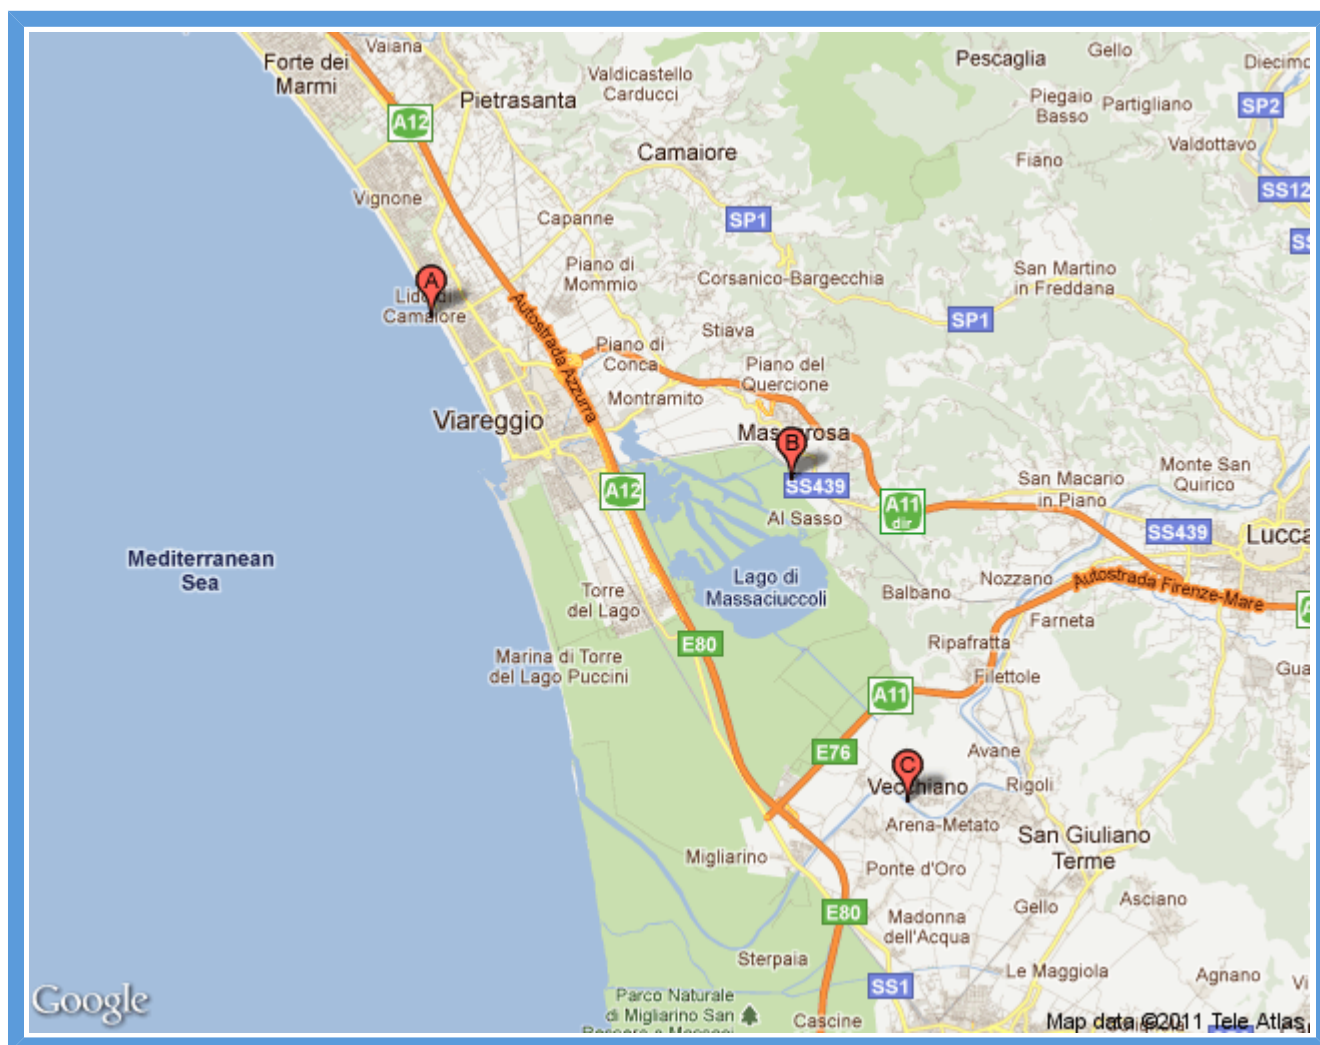 Vaiana
Gello
Forte dei
Marmi
Pescaglia
Diecimo
Valdicastello
Carducci
Pietrasanta
Piegaio
Basso
Partigliano
SP2
A12
Valdottavo
Camaiore
Fiano
Vignone
SS12
Capanne
SP1
Piano di
Mommio
Corsanico-Bargecchia
San Martino
in Freddana
A
Lido di
Camaiore
Autostrada Azzurra
SP1
Stiava
Piano di
Conca
Piano del
Quercione
Montramito
Viareggio
Massarosa
B
SS439
A12
San Macario
in Piano
Monte San
Quirico
A11
dir
Al Sasso
SS439
Lucca
Mediterranean
Sea
Lago di
Massaciuccoli
Nozzano
Autostrada Firenze-Mare
Torre
del Lago
Balbano
Farneta
E80
Ripafratta
Marina di Torre
del Lago Puccini
Filettole
Gua
A11
E76
Avane
C
Vecchiano
Rigoli
Arena-Metato
San Giuliano
Terme
Migliarino
Ponte d'Oro
Asciano
Gello
E80
Madonna
dell'Acqua
Sterpaia
Le Maggiola
Agnano
Vi
SS1
Google
Parco Naturale
di Migliarino San
Cascine
Map data ©2011 Tele Atlas